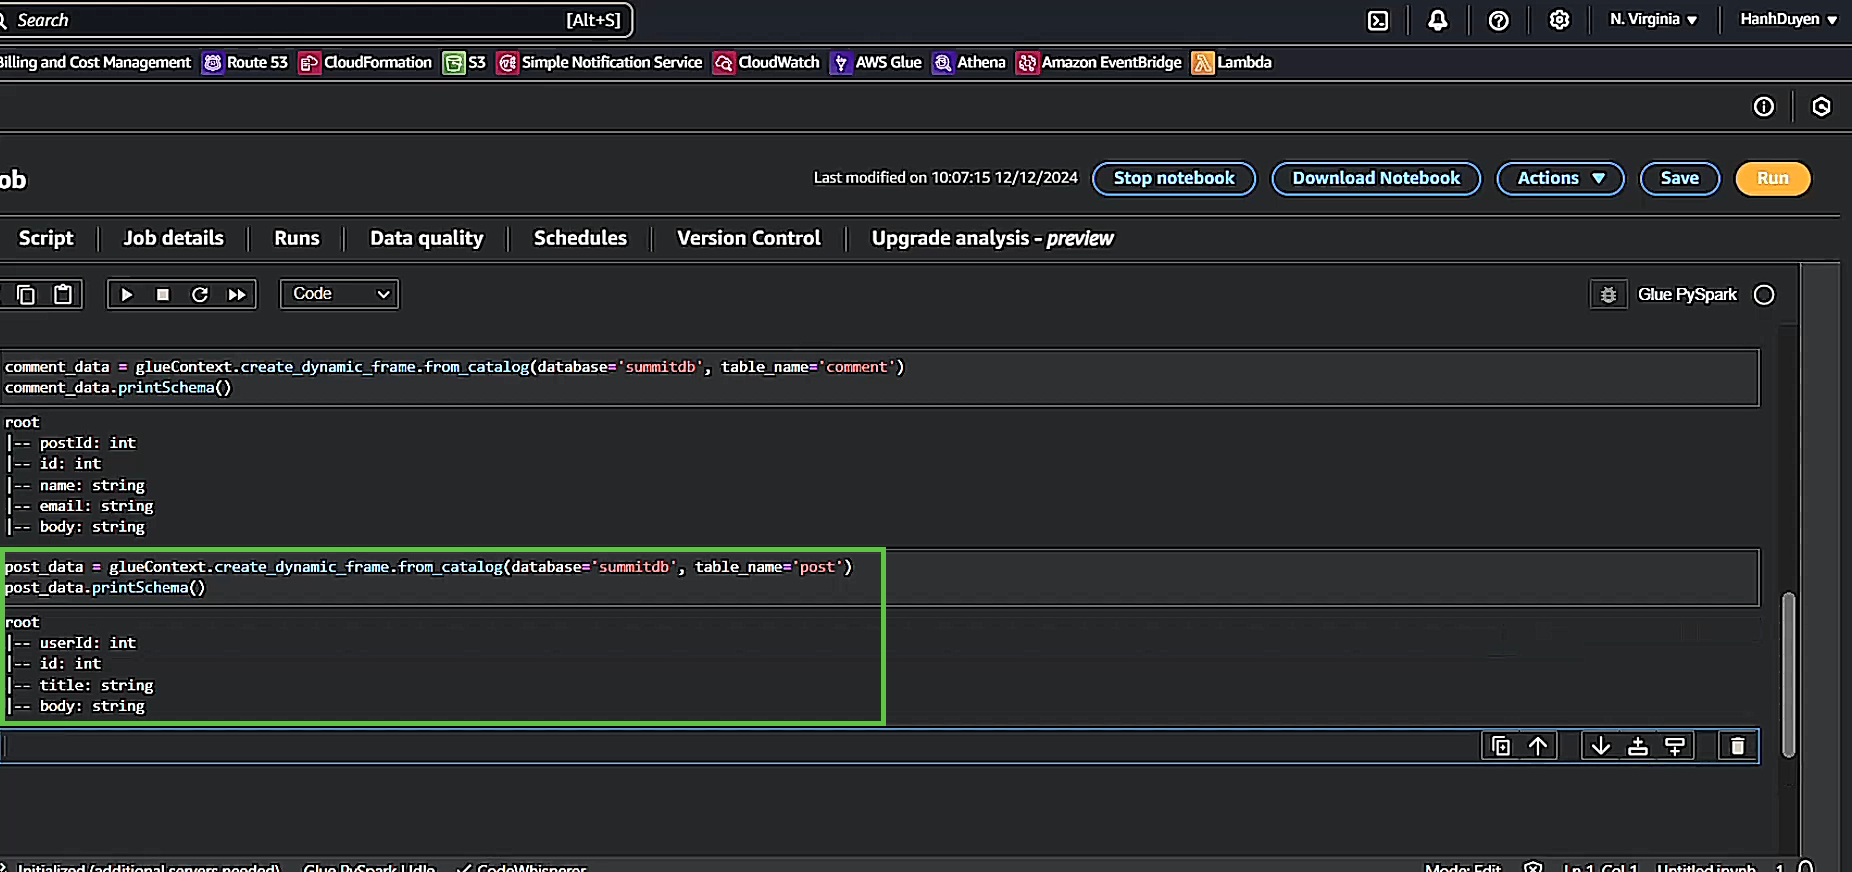 Search [Alt+S] N. Virginia ▼ HanhDuyen ▼
Billing and Cost Management Route 53 CloudFormation S3 Simple Notification Service CloudWatch AWS Glue Athena Amazon EventBridge Lambda
ob Last modified on 10:07:15 12/12/2024 Stop notebook Download Notebook Actions ▼ Save Run
Script Job details Runs Data quality Schedules Version Control Upgrade analysis - preview
Code Glue PySpark
comment_data = glueContext.create_dynamic_frame.from_catalog(database='summitdb', table_name='comment')
comment_data.printSchema()
root
|-- postId: int
|-- id: int
|-- name: string
|-- email: string
|-- body: string
post_data = glueContext.create_dynamic_frame.from_catalog(database='summitdb', table_name='post')
post_data.printSchema()
root
|-- userId: int
|-- id: int
|-- title: string
|-- body: string
Initialized (additional servers needed) Glue PySpark | Idle CodeWhisperer Mode: Edit Ln 1, Col 1 Untitled.ipynb 1